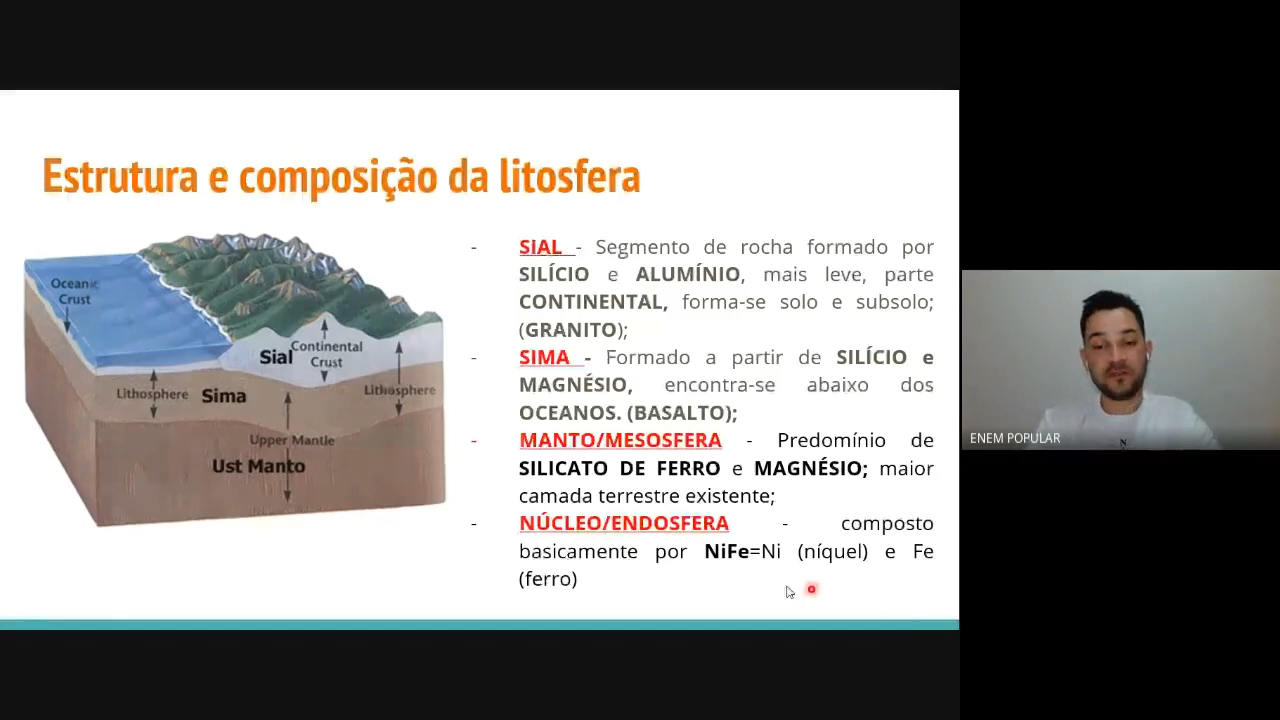 Estrutura e composição da litosfera
Oceanic
Crust
Sial
Continental
Crust
Lithosphere
Sima
Lithosphere
Upper Mantle
Ust Manto
- SIAL - Segmento de rocha formado por
SILÍCIO e ALUMÍNIO, mais leve, parte
CONTINENTAL, forma-se solo e subsolo;
(GRANITO);
- SIMA - Formado a partir de SILÍCIO e
MAGNÉSIO, encontra-se abaixo dos
OCEANOS. (BASALTO);
- MANTO/MESOSFERA - Predomínio de
SILICATO DE FERRO e MAGNÉSIO; maior
camada terrestre existente;
- NÚCLEO/ENDOSFERA - composto
basicamente por NiFe=Ni (níquel) e Fe
(ferro)
ENEM POPULAR